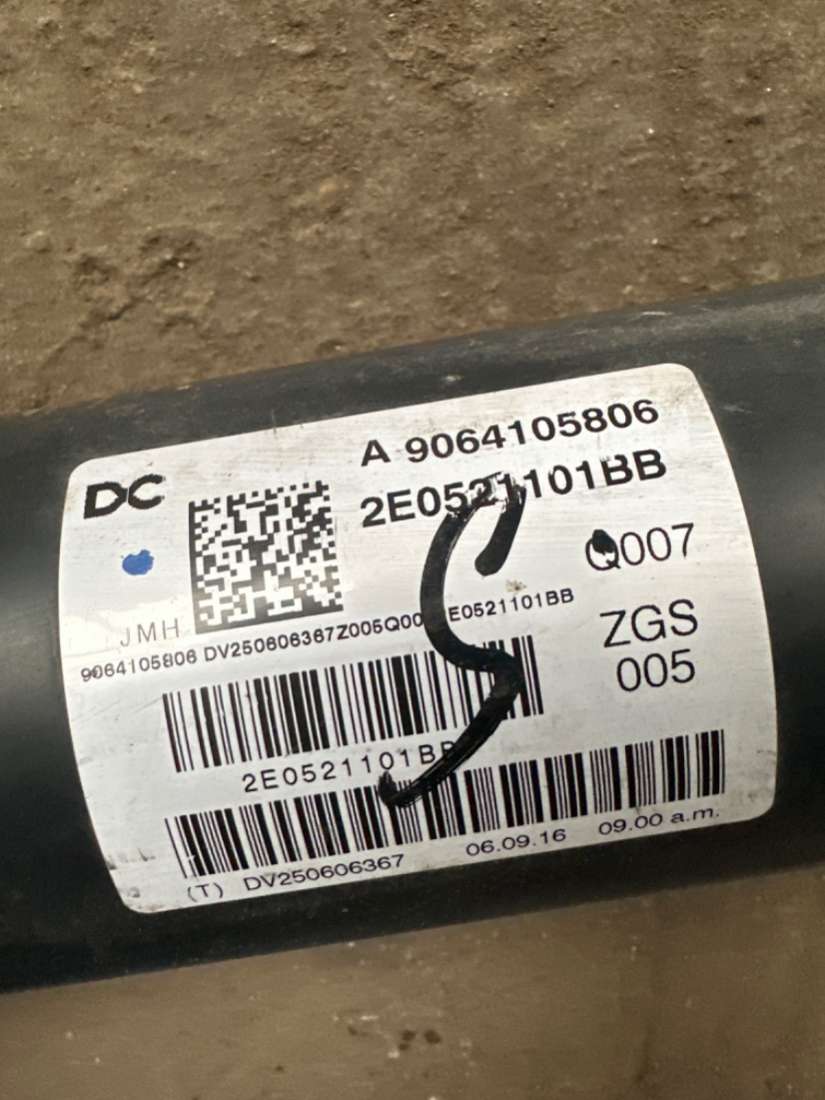 A 9064105806
DC
2E0521101BB
Q007
JMH
9064105806 DV250606367Z005Q00 E0521101BB
ZGS
005
2E0521101BB
(T) DV250606367 06.09.16 09.00 a.m.